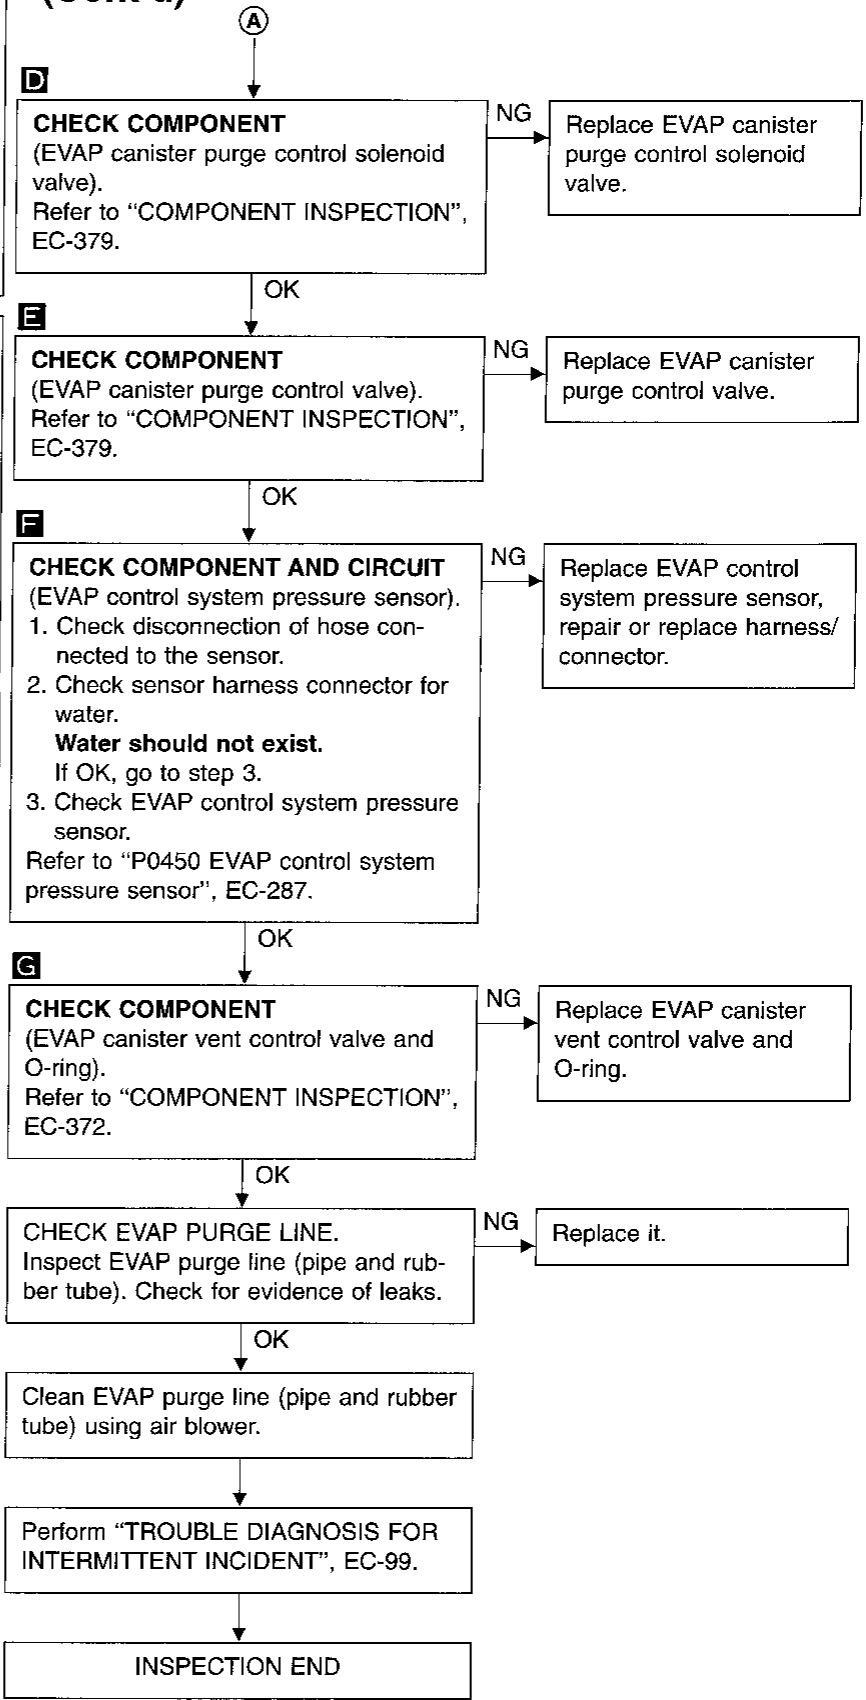 (Cont'd)
A
D
CHECK COMPONENT
(EVAP canister purge control solenoid
valve).
Refer to “COMPONENT INSPECTION”,
EC-379.
NG
Replace EVAP canister
purge control solenoid
valve.
OK
E
CHECK COMPONENT
(EVAP canister purge control valve).
Refer to “COMPONENT INSPECTION”,
EC-379.
NG
Replace EVAP canister
purge control valve.
OK
F
CHECK COMPONENT AND CIRCUIT
(EVAP control system pressure sensor).
1. Check disconnection of hose con-
nected to the sensor.
2. Check sensor harness connector for
water.
Water should not exist.
If OK, go to step 3.
3. Check EVAP control system pressure
sensor.
Refer to “P0450 EVAP control system
pressure sensor”, EC-287.
NG
Replace EVAP control
system pressure sensor,
repair or replace harness/
connector.
OK
G
CHECK COMPONENT
(EVAP canister vent control valve and
O-ring).
Refer to “COMPONENT INSPECTION”,
EC-372.
NG
Replace EVAP canister
vent control valve and
O-ring.
OK
CHECK EVAP PURGE LINE.
Inspect EVAP purge line (pipe and rub-
ber tube). Check for evidence of leaks.
NG
Replace it.
OK
Clean EVAP purge line (pipe and rubber
tube) using air blower.
Perform “TROUBLE DIAGNOSIS FOR
INTERMITTENT INCIDENT”, EC-99.
INSPECTION END